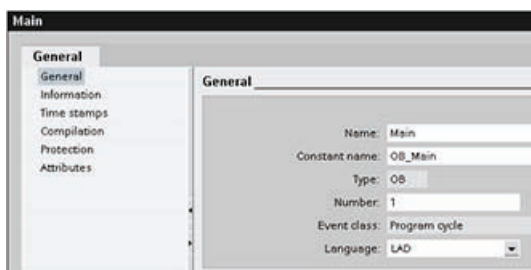 Main
General
General
Information
Time stamps
Compilation
Protection
Attributes
General
Name: Main
Constant name: OB_Main
Type: OB
Number: 1
Event class: Program cycle
Language: LAD